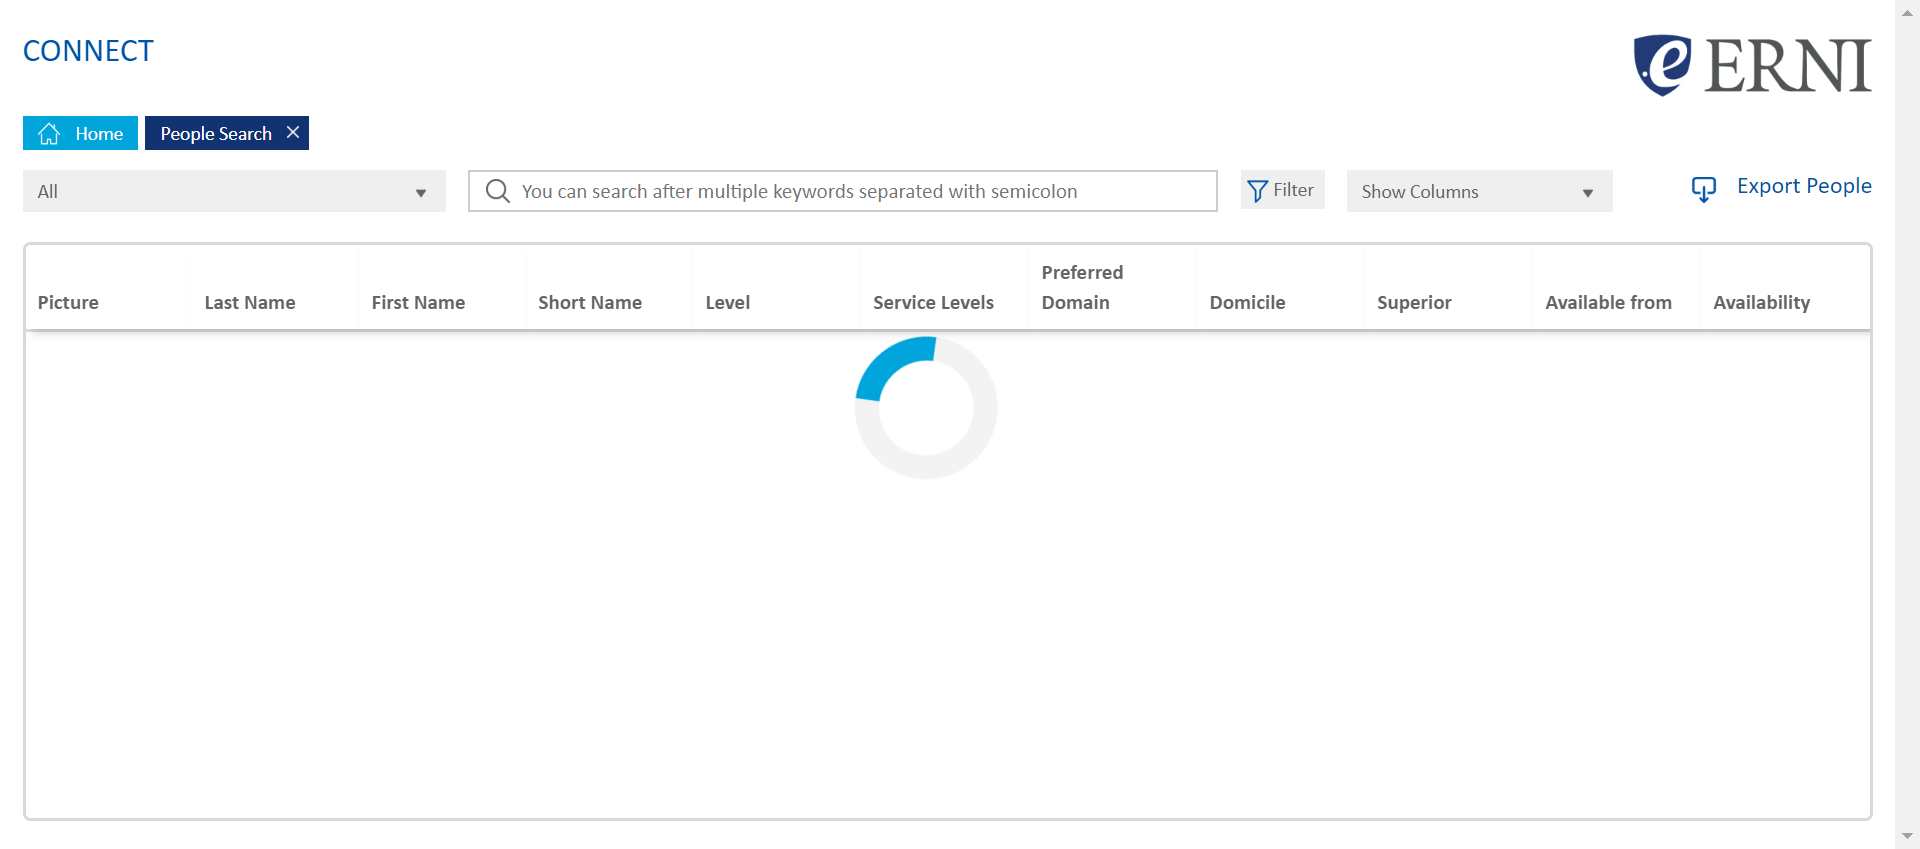 CONNECT
e ERNI
Home
People Search
All
You can search after multiple keywords separated with semicolon
Filter
Show Columns
Export People
Picture
Last Name
First Name
Short Name
Level
Service Levels
Preferred
Domain
Domicile
Superior
Available from
Availability